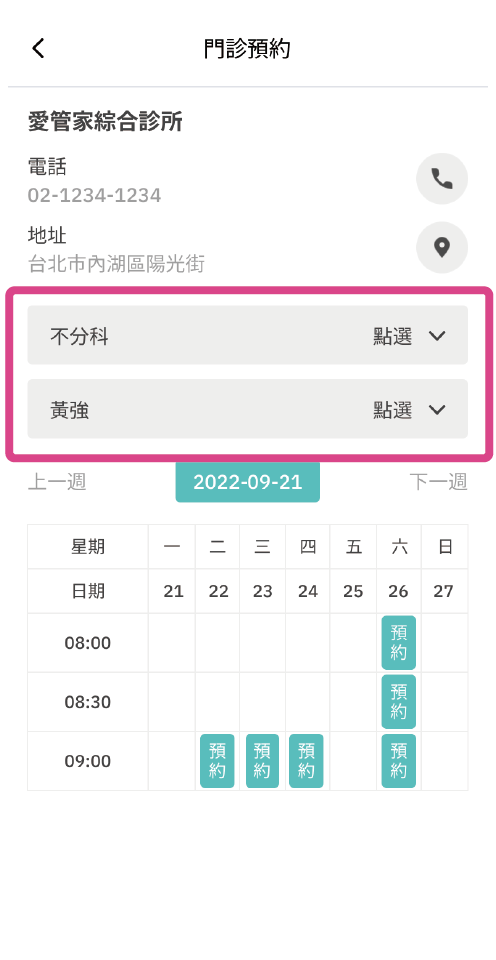 門診預約
愛管家綜合診所
電話
02-1234-1234
地址
台北市內湖區陽光街
不分科 點選
黃強 點選
上一週 2022-09-21 下一週
星期 一 二 三 四 五 六 日
日期 21 22 23 24 25 26 27
08:00 預約
08:30 預約
09:00 預約 預約 預約 預約